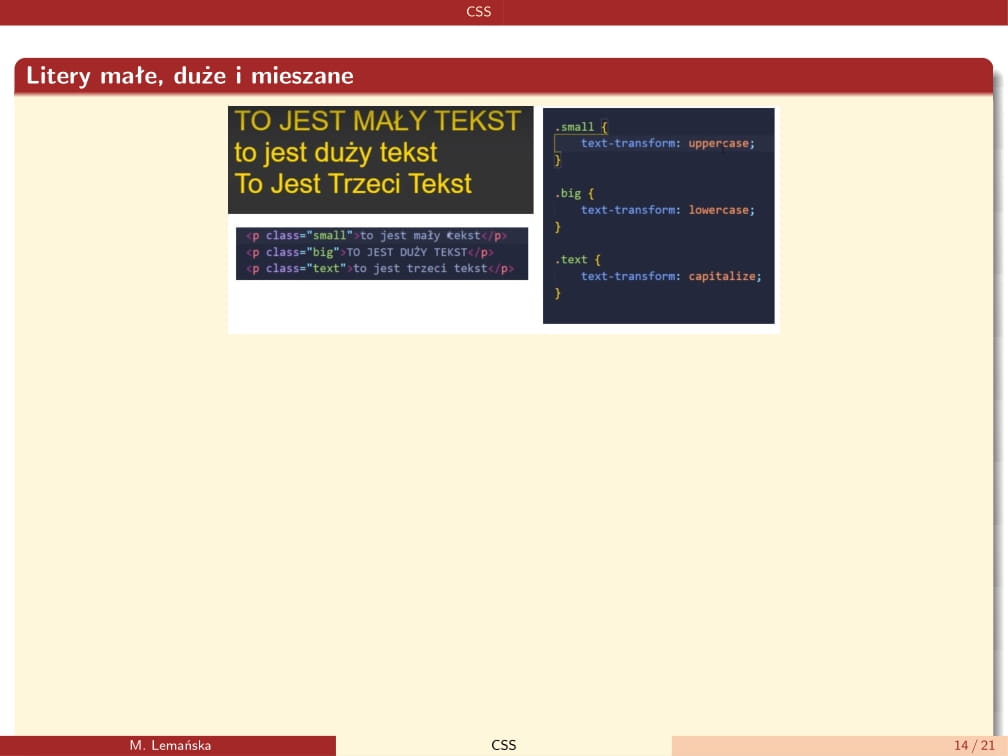 CSS
Litery małe, duże i mieszane
TO JEST MAŁY TEKST
to jest duży tekst
To Jest Trzeci Tekst
<p class="small">to jest mały tekst</p>
<p class="big">TO JEST DUŻY TEKST</p>
<p class="text">to jest trzeci tekst</p>
.small {
text-transform: uppercase;
}
.big {
text-transform: lowercase;
}
.text {
text-transform: capitalize;
}
M. Lemańska
CSS
14 / 21